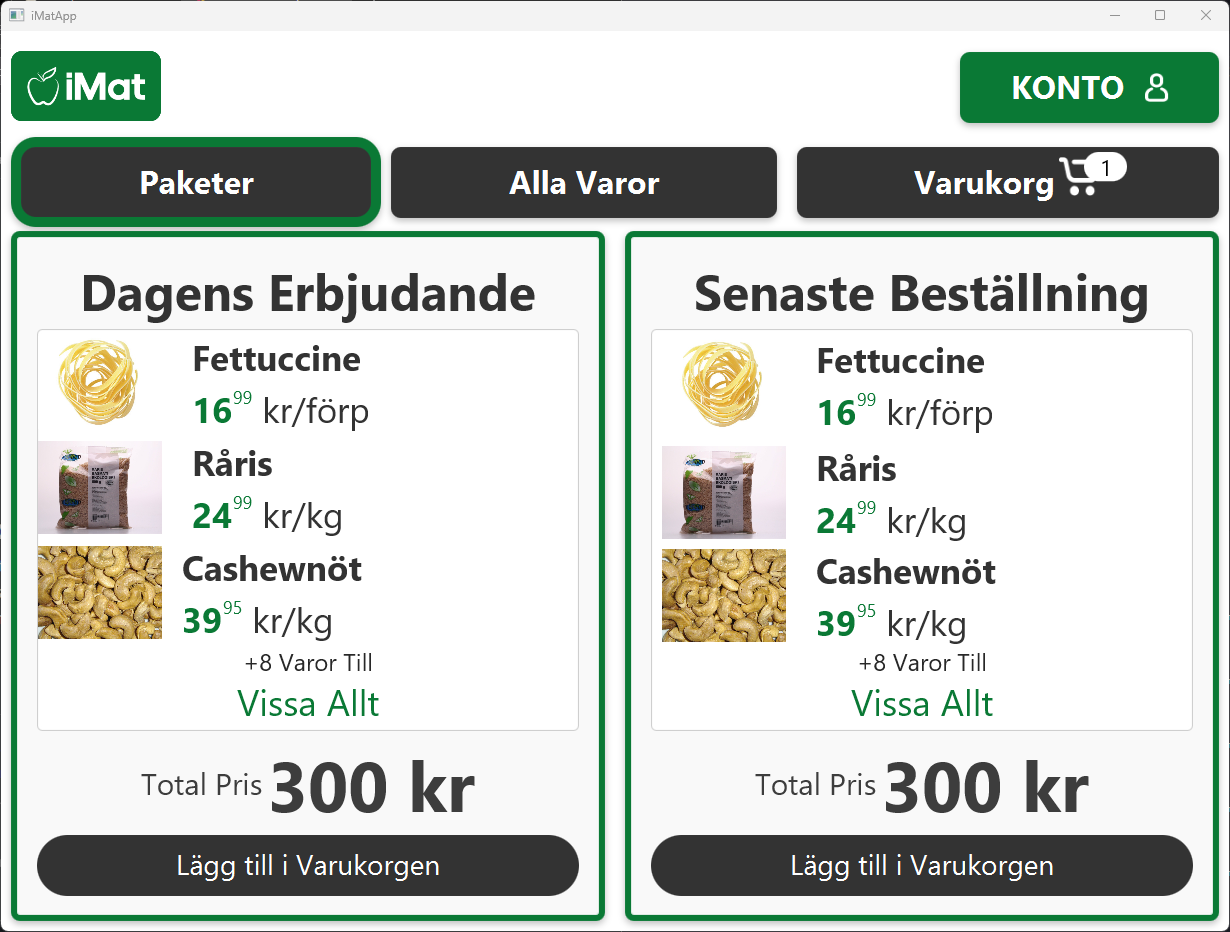 iMatApp
iMat
KONTO
Paketer
Alla Varor
Varukorg 1
Dagens Erbjudande
Fettuccine
16 99 kr/förp
Råris
24 99 kr/kg
Cashewnöt
39 95 kr/kg
+8 Varor Till
Vissa Allt
Total Pris 300 kr
Lägg till i Varukorgen
Senaste Beställning
Fettuccine
16 99 kr/förp
Råris
24 99 kr/kg
Cashewnöt
39 95 kr/kg
+8 Varor Till
Vissa Allt
Total Pris 300 kr
Lägg till i Varukorgen